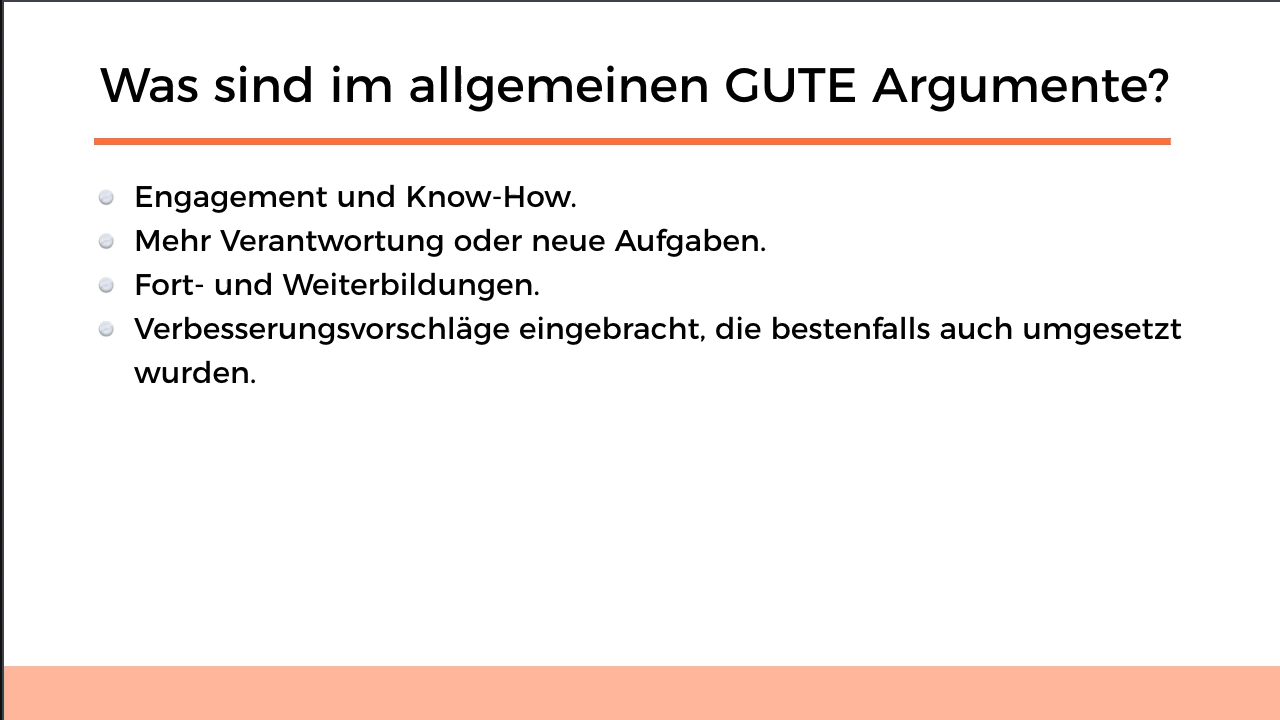 Was sind im allgemeinen GUTE Argumente?
Engagement und Know-How.
Mehr Verantwortung oder neue Aufgaben.
Fort- und Weiterbildungen.
Verbesserungsvorschläge eingebracht, die bestenfalls auch umgesetzt
wurden.